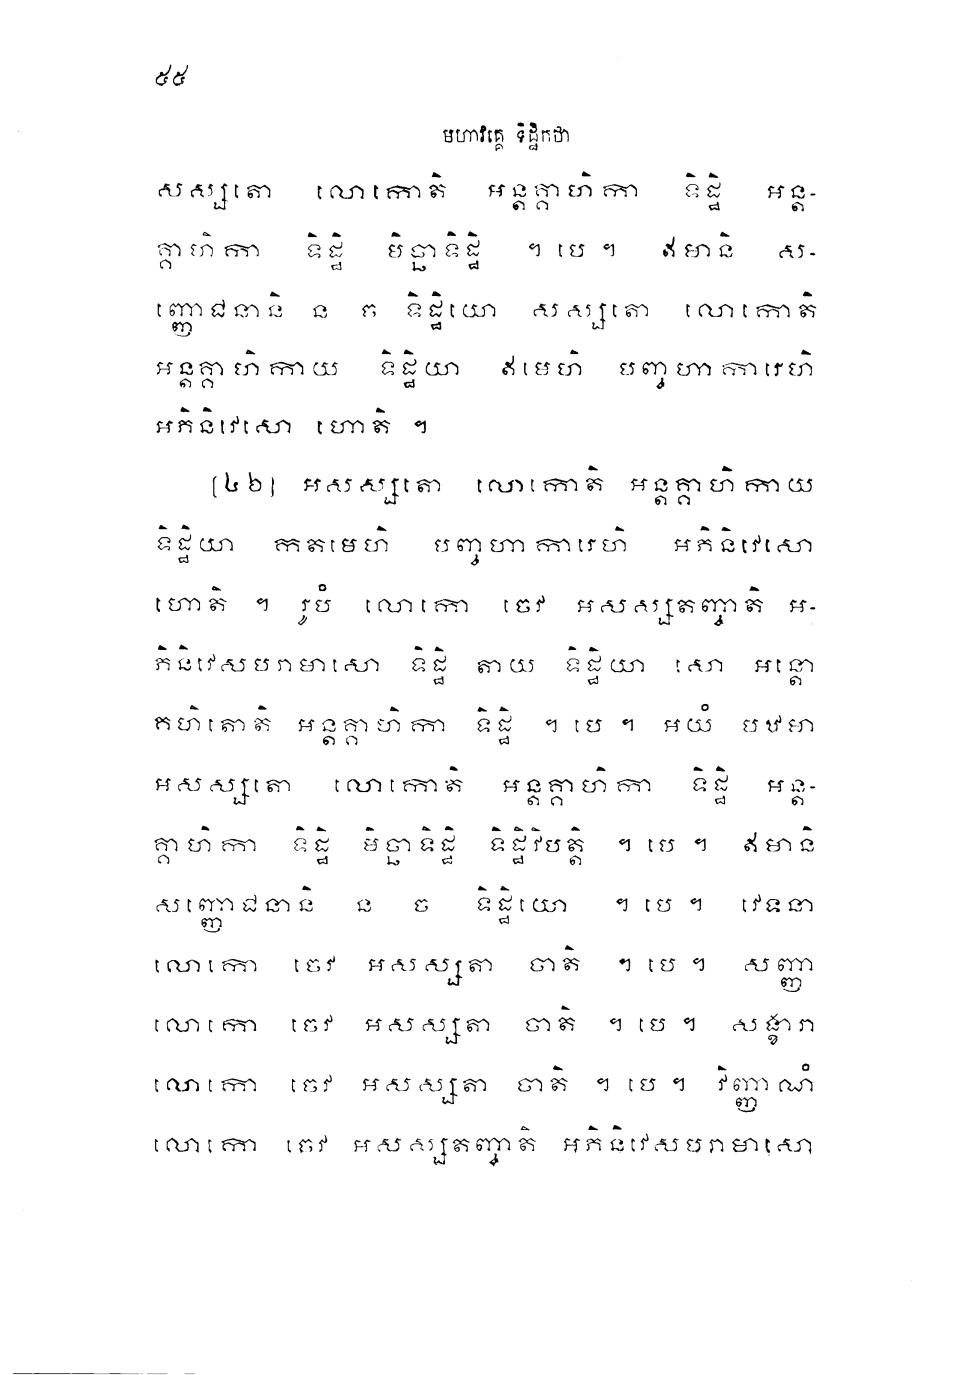 ៥៥
មហាវគ្គេ ទិដ្ឋិកថា
សស្សតោ លោកោតិ អន្តគ្គាហិកា ទិដ្ឋិ អន្ត-
គ្គាហិកា ទិដ្ឋិ មិច្ឆាទិដ្ឋិ ។ បេ ។ ឥមានិ ស-
ញ្ញោជនានិ ន ច ទិដ្ឋិយោ សស្សតោ លោកោតិ
អន្តគ្គាហិកាយ ទិដ្ឋិយា ឥមេហិ បញ្ចហាការេហិ
អភិនិវេសោ ហោតិ ។
[៤៦] អសស្សតោ លោកោតិ អន្តគ្គាហិកាយ
ទិដ្ឋិយា កតមេហិ បញ្ចហាការេហិ អភិនិវេសោ
ហោតិ ។ រូបំ លោកោ ចេវ អសស្សតញ្ចាតិ អ-
ភិនិវេសបរាមាសោ ទិដ្ឋិ តាយ ទិដ្ឋិយា សោ អន្តោ
គហិតោតិ អន្តគ្គាហិកា ទិដ្ឋិ ។ បេ ។ អយំ បឋមា
អសស្សតោ លោកោតិ អន្តគ្គាហិកា ទិដ្ឋិ អន្ត-
គ្គាហិកា ទិដ្ឋិ មិច្ឆាទិដ្ឋិ ទិដ្ឋិវិបត្តិ ។ បេ ។ ឥមានិ
សញ្ញោជនានិ ន ច ទិដ្ឋិយោ ។ បេ ។ វេទនា
លោកោ ចេវ អសស្សតា ចាតិ ។ បេ ។ សញ្ញា
លោកោ ចេវ អសស្សតា ចាតិ ។ បេ ។ សង្ខារា
លោកោ ចេវ អសស្សតា ចាតិ ។ បេ ។ វិញ្ញាណំ
លោកោ ចេវ អសស្សតញ្ចាតិ អភិនិវេសបរាមាសោ